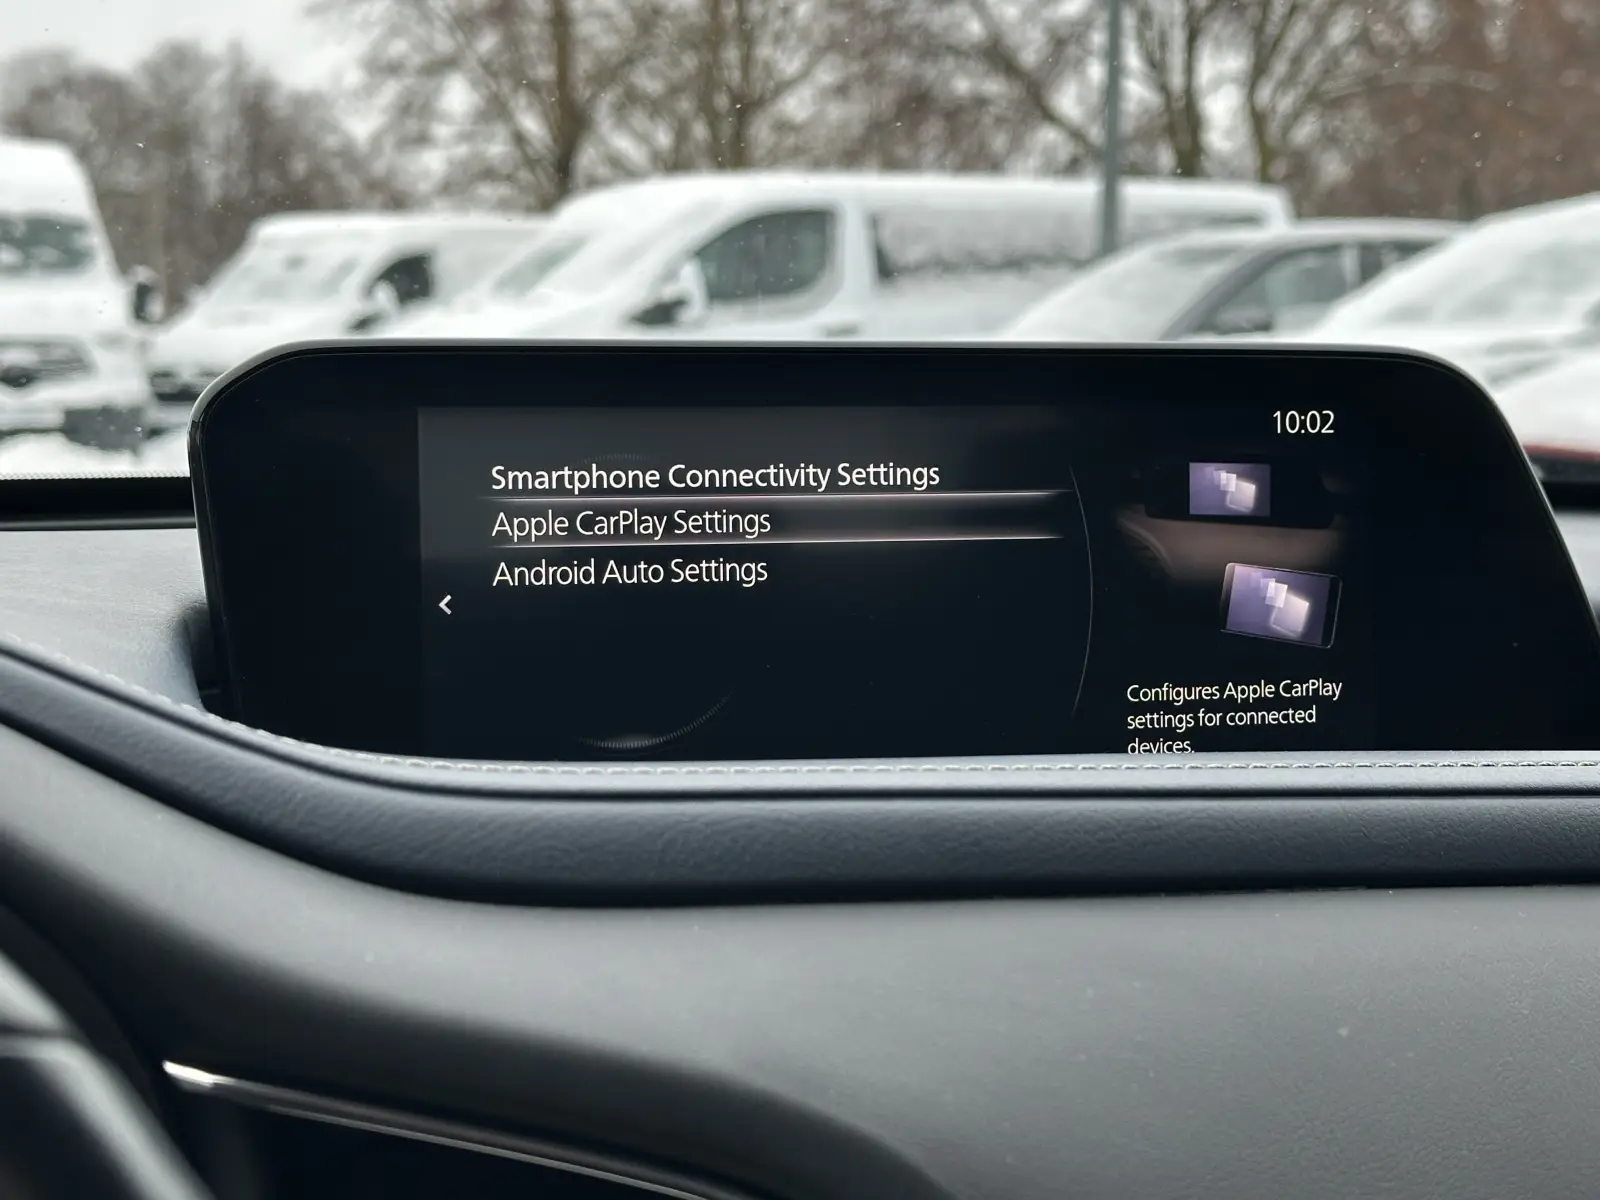 10:02
Smartphone Connectivity Settings
Apple CarPlay Settings
Android Auto Settings
Configures Apple CarPlay
settings for connected
devices.